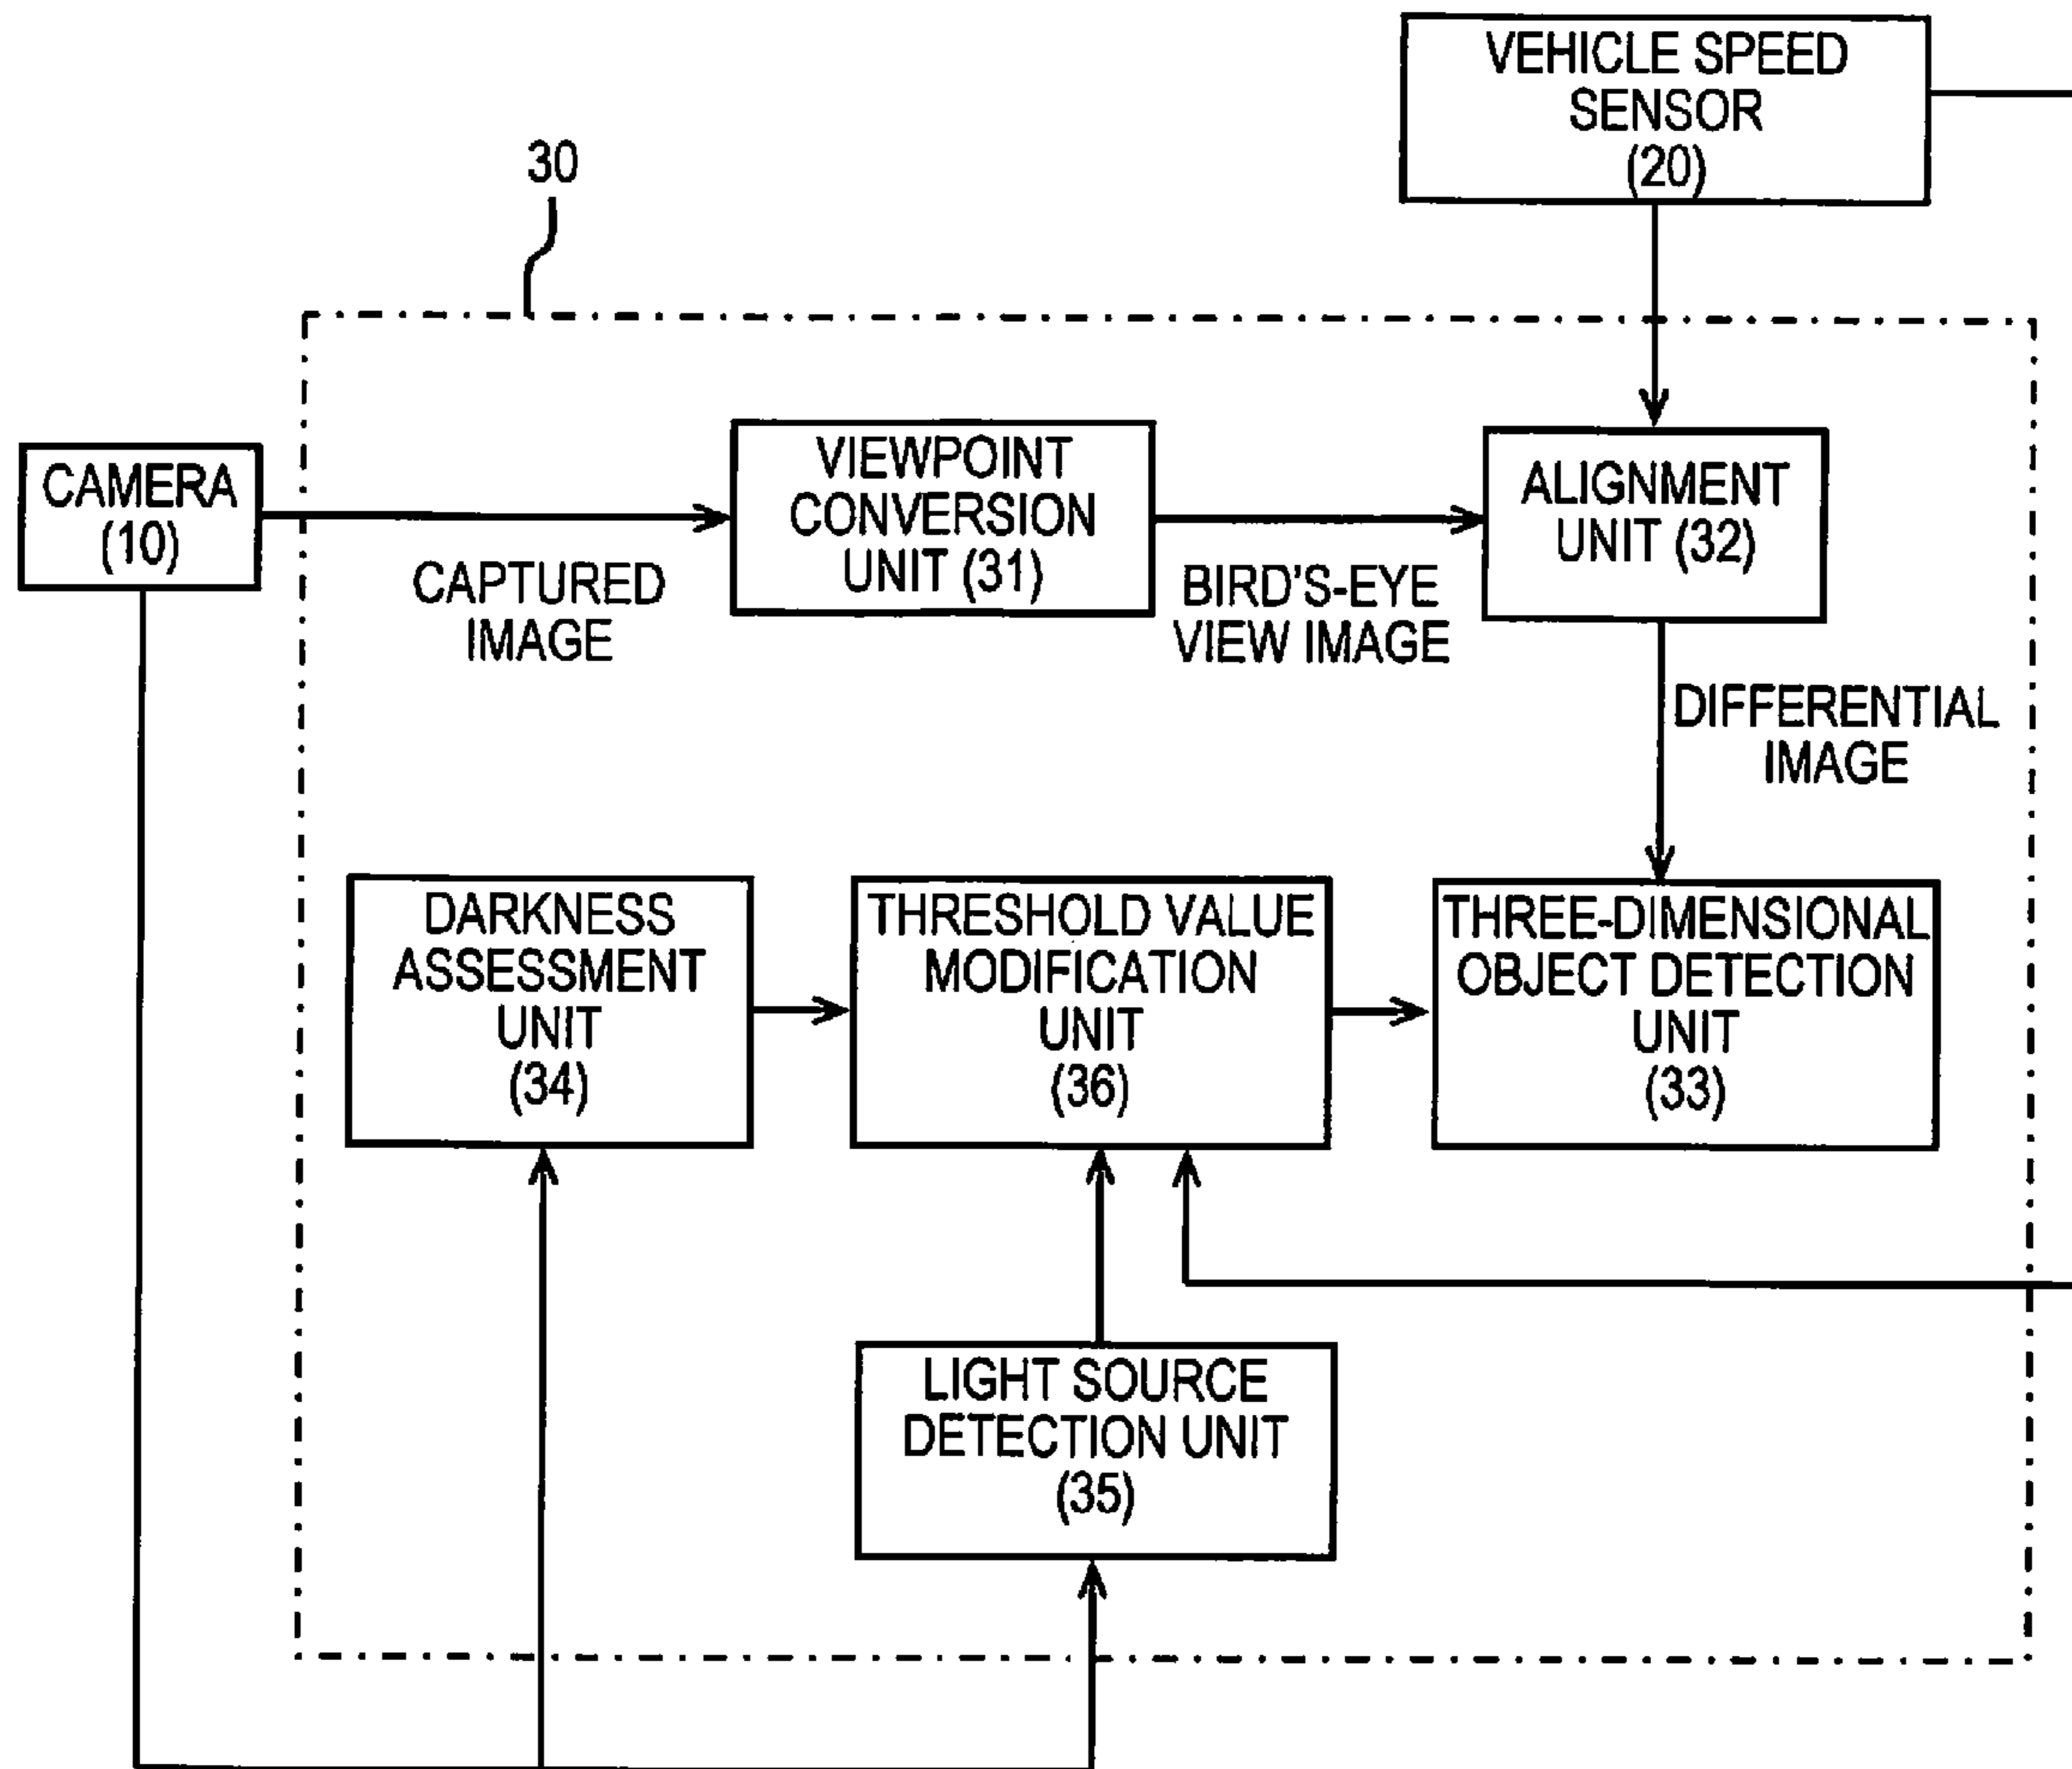 VEHICLE SPEED
SENSOR
(20)
30
CAMERA
(10)
CAPTURED
IMAGE
VIEWPOINT
CONVERSION
UNIT (31)
BIRD'S-EYE
VIEW IMAGE
ALIGNMENT
UNIT (32)
DIFFERENTIAL
IMAGE
DARKNESS
ASSESSMENT
UNIT
(34)
THRESHOLD VALUE
MODIFICATION
UNIT
(36)
THREE-DIMENSIONAL
OBJECT DETECTION
UNIT
(33)
LIGHT SOURCE
DETECTION UNIT
(35)